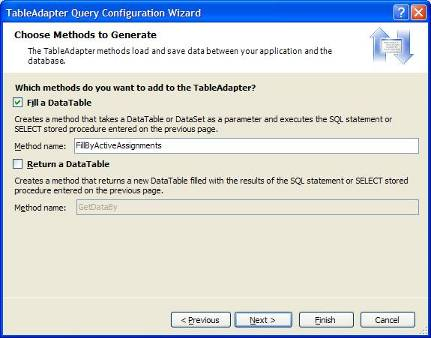 TableAdapter Query Configuration Wizard
Choose Methods to Generate
The TableAdapter methods load and save data between your application and the
database.
Which methods do you want to add to the TableAdapter?
Fill a DataTable
Creates a method that takes a DataTable or DataSet as a parameter and executes the SQL statement or
SELECT stored procedure entered on the previous page.
Method name: FillByActiveAssignments
Return a DataTable
Creates a method that returns a new DataTable filled with the results of the SQL statement or SELECT stored
procedure entered on the previous page.
Method name: GetDataBy
< Previous Next > Finish Cancel